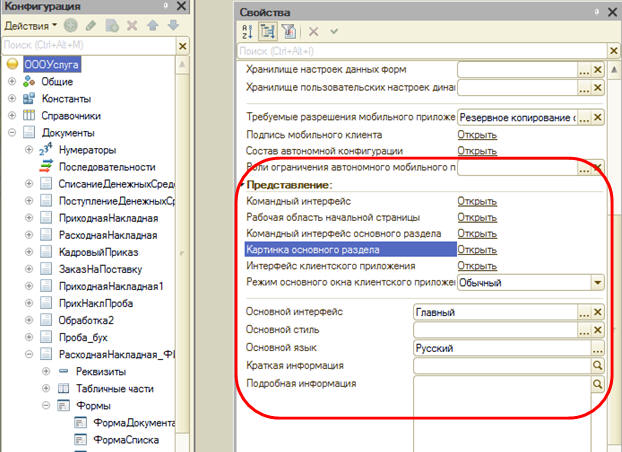 Конфигурация
Действия
Поиск (Ctrl+Alt+M)
ОООУслуга
Общие
Константы
Справочники
Документы
Нумераторы
Последовательности
СписаниеДенежныхСред
ПоступлениеДенежныхС
ПриходнаяНакладная
РасходнаяНакладная
КадровыйПриказ
ЗаказНаПоставку
ПриходнаяНакладная1
ПрихНаклПроба
Обработка2
Проба_бух
РасходнаяНакладная_ФI
Реквизиты
Табличные части
Формы
ФормаДокумента
ФормаСписка
Свойства
Поиск (Ctrl+Alt+I)
Хранилище настроек данных форм
Хранилище пользовательских настроек дина
Требуемые разрешения мобильного приложе Резервное копирование
Подпись мобильного клиента Открыть
Состав автономной конфигурации Открыть
Роли ограничения автономного мобильного п
Представление:
Командный интерфейс Открыть
Рабочая область начальной страницы Открыть
Командный интерфейс основного раздела Открыть
Картинка основного раздела Открыть
Интерфейс клиентского приложения Открыть
Режим основного окна клиентского приложе Обычный
Основной интерфейс Главный
Основной стиль
Основной язык Русский
Краткая информация
Подробная информация